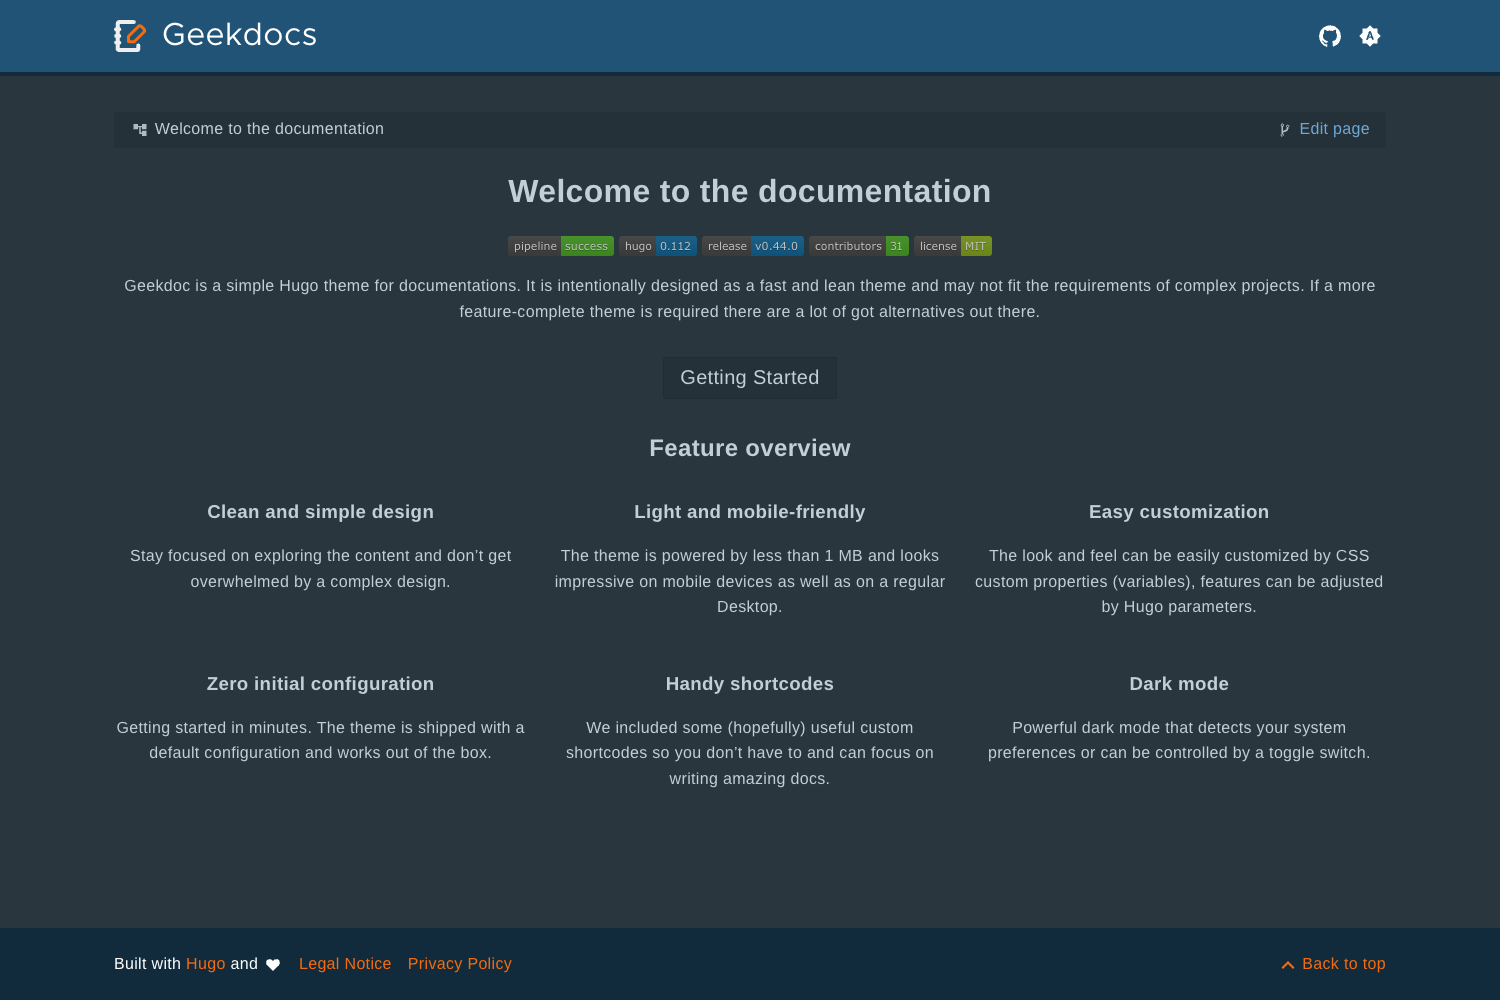 Geekdocs
A
Welcome to the documentation
Edit page
Welcome to the documentation
pipeline success hugo 0.112 release v0.44.0 contributors 31 license MIT
Geekdoc is a simple Hugo theme for documentations. It is intentionally designed as a fast and lean theme and may not fit the requirements of complex projects. If a more
feature-complete theme is required there are a lot of got alternatives out there.
Getting Started
Feature overview
Clean and simple design
Stay focused on exploring the content and don’t get
overwhelmed by a complex design.
Light and mobile-friendly
The theme is powered by less than 1 MB and looks
impressive on mobile devices as well as on a regular
Desktop.
Easy customization
The look and feel can be easily customized by CSS
custom properties (variables), features can be adjusted
by Hugo parameters.
Zero initial configuration
Getting started in minutes. The theme is shipped with a
default configuration and works out of the box.
Handy shortcodes
We included some (hopefully) useful custom
shortcodes so you don’t have to and can focus on
writing amazing docs.
Dark mode
Powerful dark mode that detects your system
preferences or can be controlled by a toggle switch.
Built with Hugo and
Legal Notice
Privacy Policy
Back to top